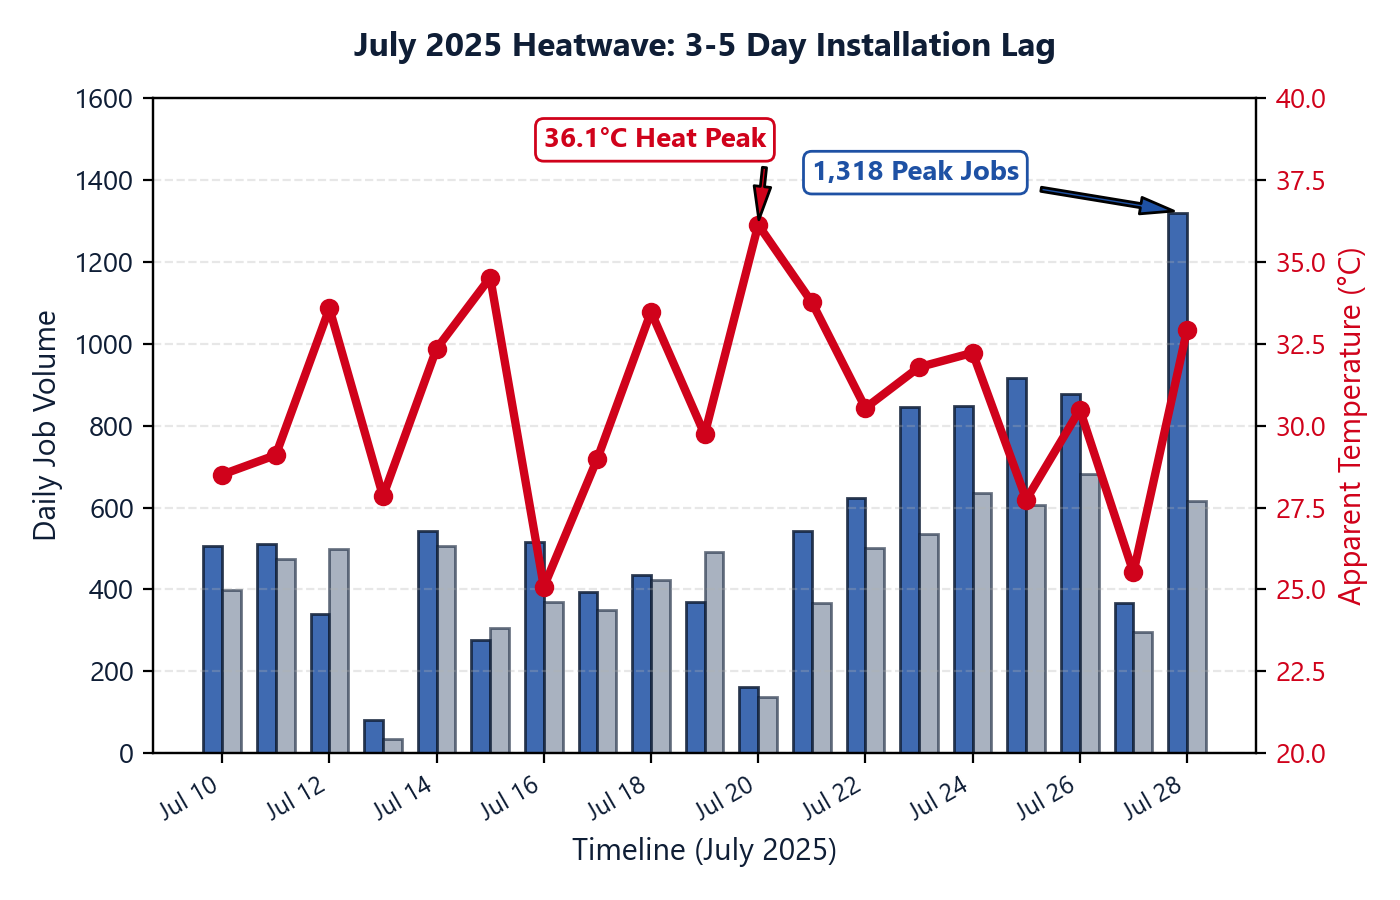 July 2025 Heatwave: 3-5 Day Installation Lag
1600
1400
1200
1000
800
600
400
200
0
Daily Job Volume
36.1°C Heat Peak
1,318 Peak Jobs
40.0
37.5
35.0
32.5
30.0
27.5
25.0
22.5
20.0
Apparent Temperature (°C)
Jul 10
Jul 12
Jul 14
Jul 16
Jul 18
Jul 20
Jul 22
Jul 24
Jul 26
Jul 28
Timeline (July 2025)